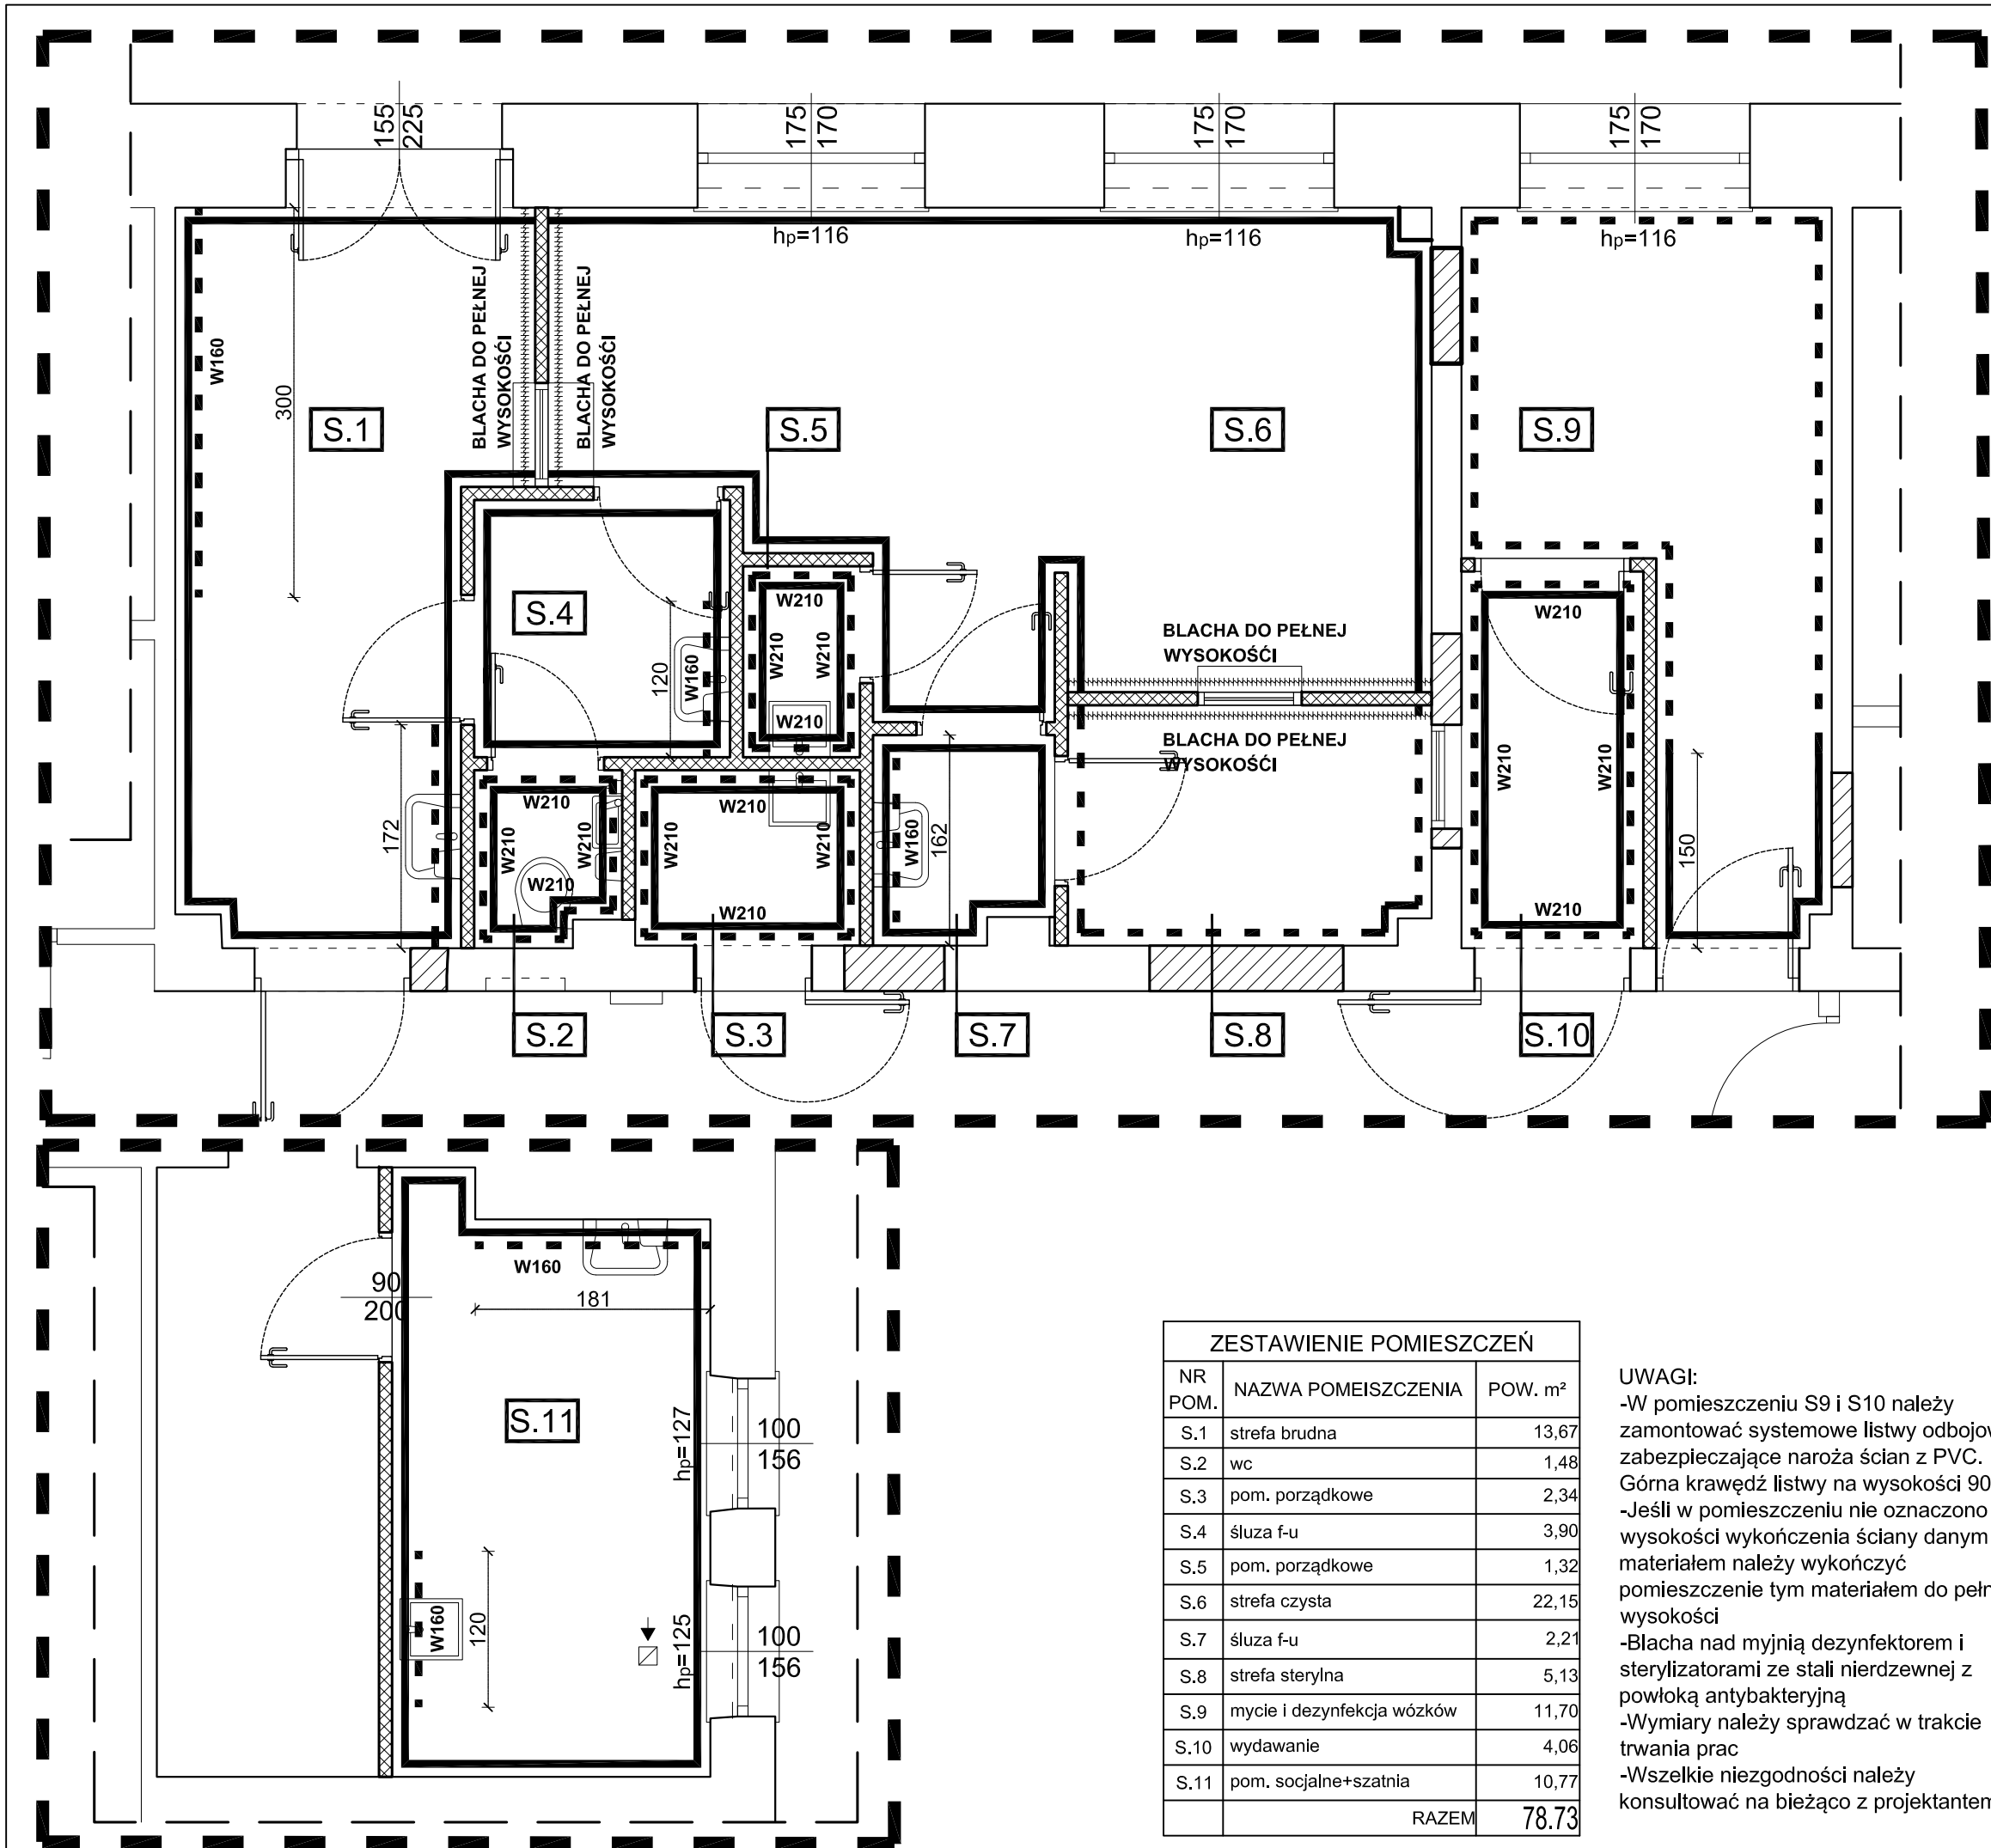 155
225
175
170
175
170
175
170
hp=116
hp=116
hp=116
BLACHA DO PEŁNEJ
WYSOKOŚĆI
BLACHA DO PEŁNEJ
WYSOKOŚĆI
W160
300
S.1
S.5
S.6
S.9
S.4
120
W160
W210
W210
W210
W210
BLACHA DO PEŁNEJ
WYSOKOŚĆI
BLACHA DO PEŁNEJ
WYSOKOŚĆI
W210
W210
W210
W210
172
W210
W210
W210
W210
W210
W210
W210
W210
W160
162
150
S.2
S.3
S.7
S.8
S.10
W160
181
90
200
S.11
hp=127
100
156
W160
120
hp=125
100
156
ZESTAWIENIE POMIESZCZEŃ
NR POM. NAZWA POMEISZCZENIA POW. m²
S.1 strefa brudna 13,67
S.2 wc 1,48
S.3 pom. porządkowe 2,34
S.4 śluza f-u 3,90
S.5 pom. porządkowe 1,32
S.6 strefa czysta 22,15
S.7 śluza f-u 2,21
S.8 strefa sterylna 5,13
S.9 mycie i dezynfekcja wózków 11,70
S.10 wydawanie 4,06
S.11 pom. socjalne+szatnia 10,77
RAZEM 78.73
UWAGI:
-W pomieszczeniu S9 i S10 należy
zamontować systemowe listwy odbojow
zabezpieczające naroża ścian z PVC.
Górna krawędź listwy na wysokości 90
-Jeśli w pomieszczeniu nie oznaczono
wysokości wykończenia ściany danym
materiałem należy wykończyć
pomieszczenie tym materiałem do pełn
wysokości
-Blacha nad myjnią dezynfektorem i
sterylizatorami ze stali nierdzewnej z
powłoką antybakteryjną
-Wymiary należy sprawdzać w trakcie
trwania prac
-Wszelkie niezgodności należy
konsultować na bieżąco z projektantem